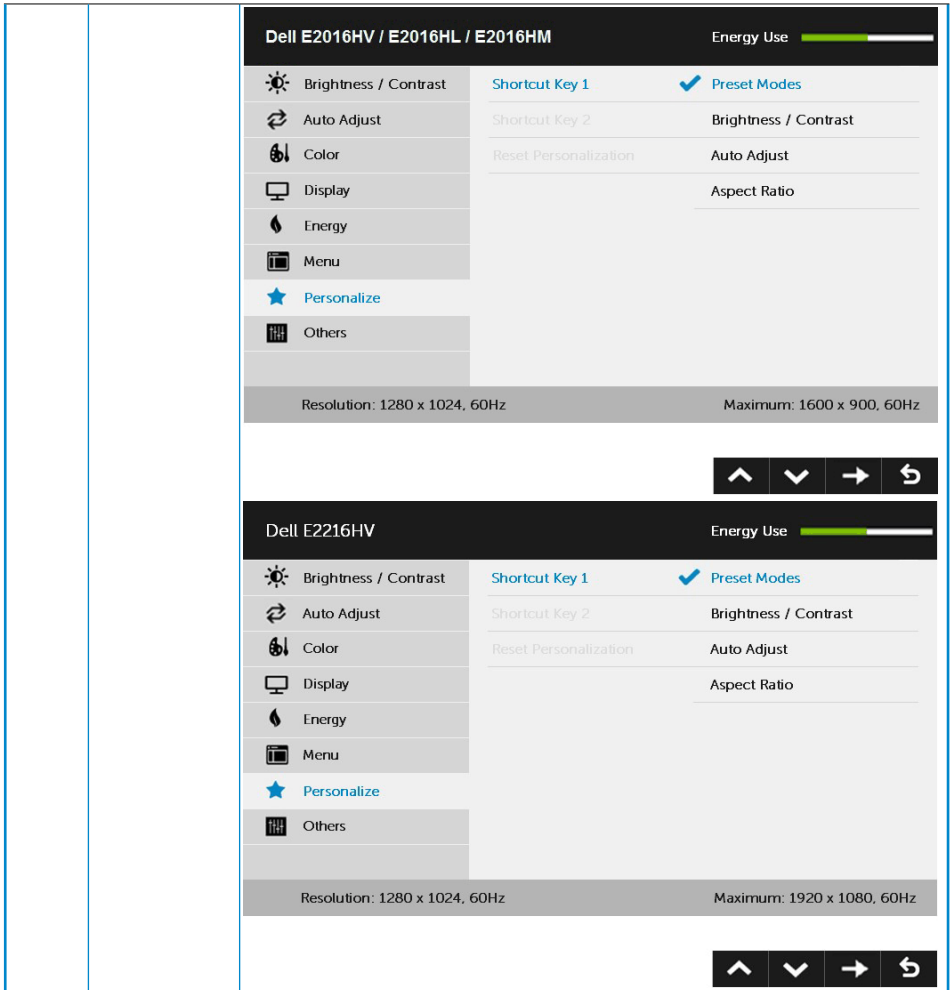 Dell E2016HV / E2016HL / E2016HM Energy Use
Brightness / Contrast Shortcut Key 1 Preset Modes
Auto Adjust Shortcut Key 2 Brightness / Contrast
Color Reset Personalization Auto Adjust
Display Aspect Ratio
Energy
Menu
Personalize
Others
Resolution: 1280 x 1024, 60Hz Maximum: 1600 x 900, 60Hz
Dell E2216HV Energy Use
Brightness / Contrast Shortcut Key 1 Preset Modes
Auto Adjust Shortcut Key 2 Brightness / Contrast
Color Reset Personalization Auto Adjust
Display Aspect Ratio
Energy
Menu
Personalize
Others
Resolution: 1280 x 1024, 60Hz Maximum: 1920 x 1080, 60Hz